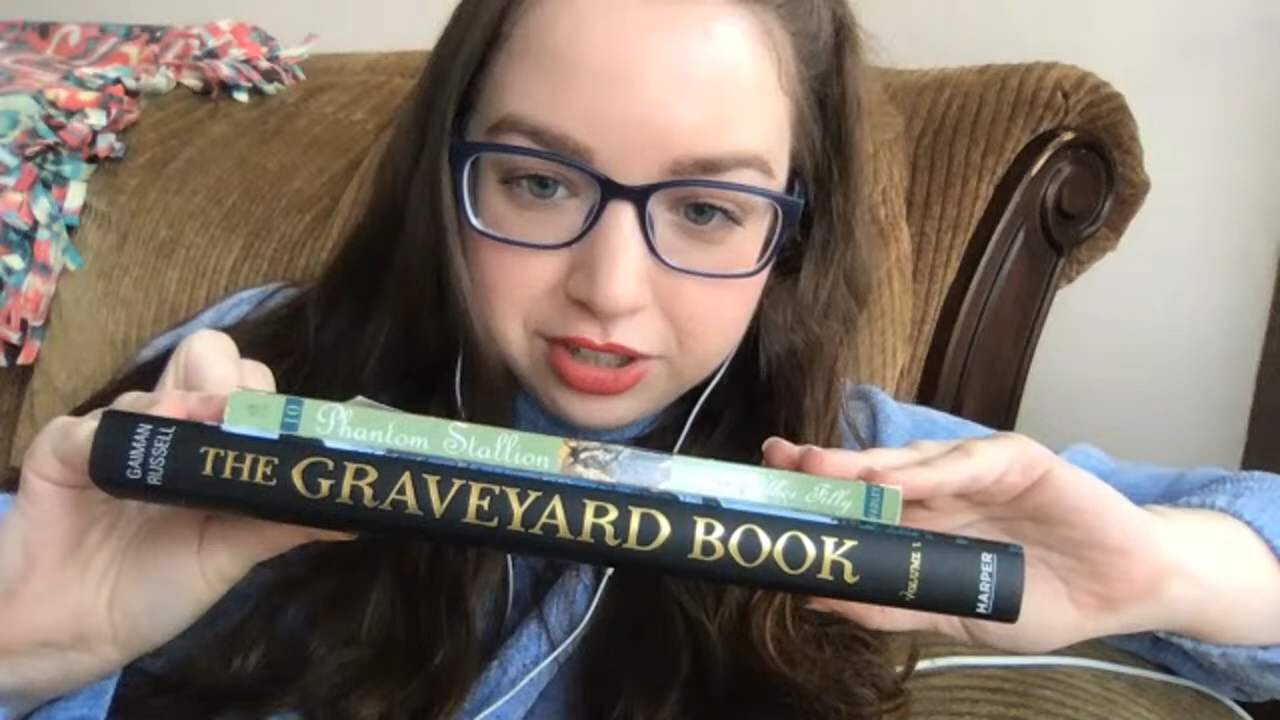 10 Phantom Stallion Filly
GAIMAN
RUSSELL
THE GRAVEYARD BOOK
VOLUME 1
HARPER